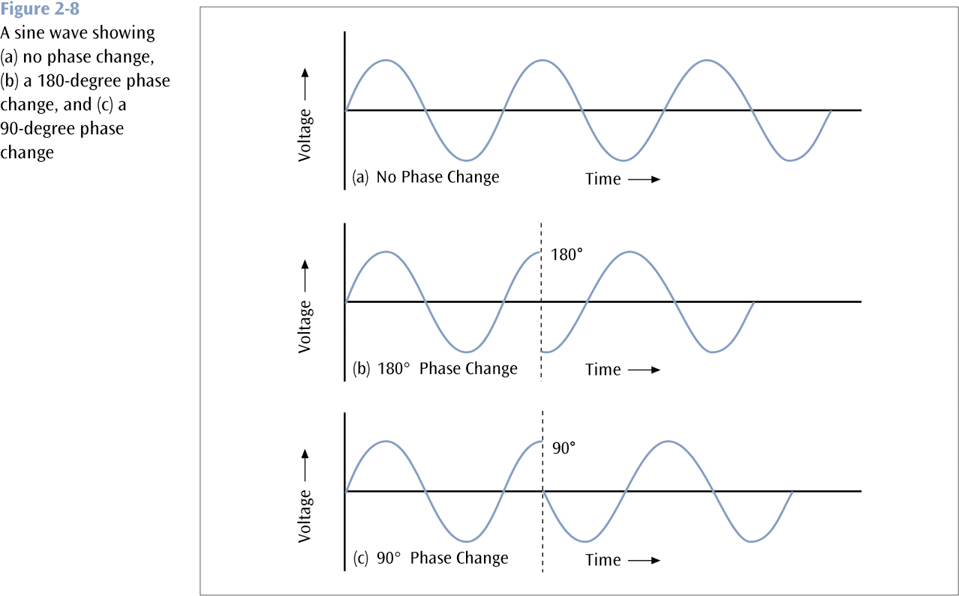 Figure 2-8
A sine wave showing
(a) no phase change,
(b) a 180-degree phase
change, and (c) a
90-degree phase
change
Voltage
(a) No Phase Change
Time
180°
Voltage
(b) 180° Phase Change
Time
90°
Voltage
(c) 90° Phase Change
Time